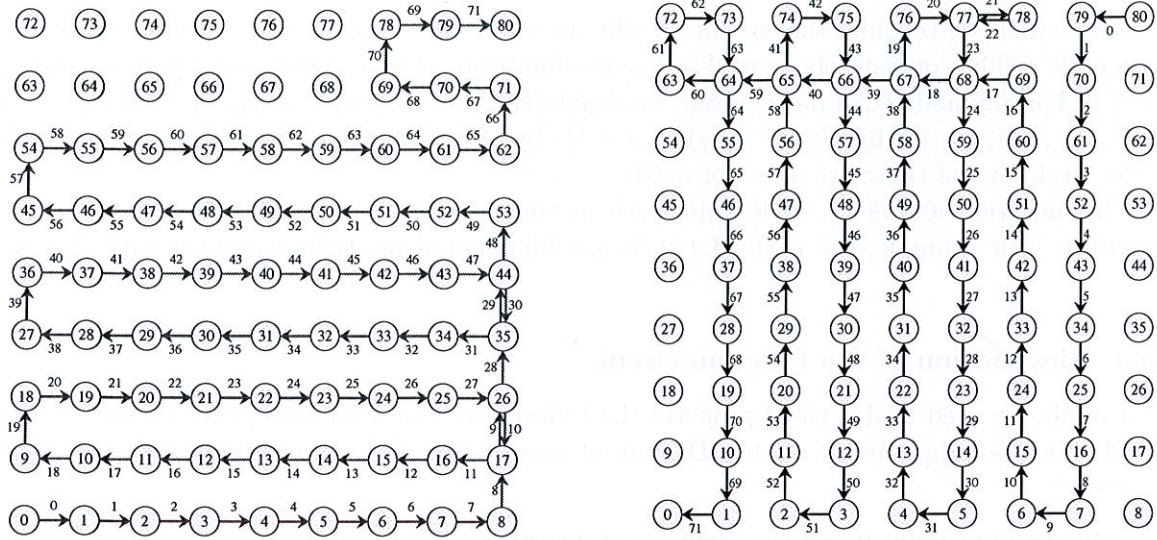 69 71
72 73 74 75 76 77 78 79 80
70
63 64 65 66 67 68 69 70 71
68 67
66
58 59 60 61 62 63 64 65
54 55 56 57 58 59 60 61 62
57
45 46 47 48 49 50 51 52 53
56 55 54 53 52 51 50 49
48
40 41 42 43 44 45 46 47
36 37 38 39 40 41 42 43 44
39 29 30
27 28 29 30 31 32 33 34 35
38 37 36 35 34 33 32 31
28
20 21 22 23 24 25 26 27
18 19 20 21 22 23 24 25 26
19 9 10
9 10 11 12 13 14 15 16 17
18 17 16 15 14 13 12 11
8
0 1 2 3 4 5 6 7
0 1 2 3 4 5 6 7 8
62 42 20 21
72 73 74 75 76 77 78 79 80
22 0
61 63 41 43 19 23 1
63 64 65 66 67 68 69 70 71
60 59 40 39 18 17
64 58 44 38 24 16 2
54 55 56 57 58 59 60 61 62
65 57 45 37 25 15 3
45 46 47 48 49 50 51 52 53
66 56 46 36 26 14 4
36 37 38 39 40 41 42 43 44
67 55 47 35 27 13 5
27 28 29 30 31 32 33 34 35
68 54 48 34 28 12 6
18 19 20 21 22 23 24 25 26
70 53 49 33 29 11 7
9 10 11 12 13 14 15 16 17
69 52 50 32 30 10 8
0 1 2 3 4 5 6 7 8
71 51 31 9